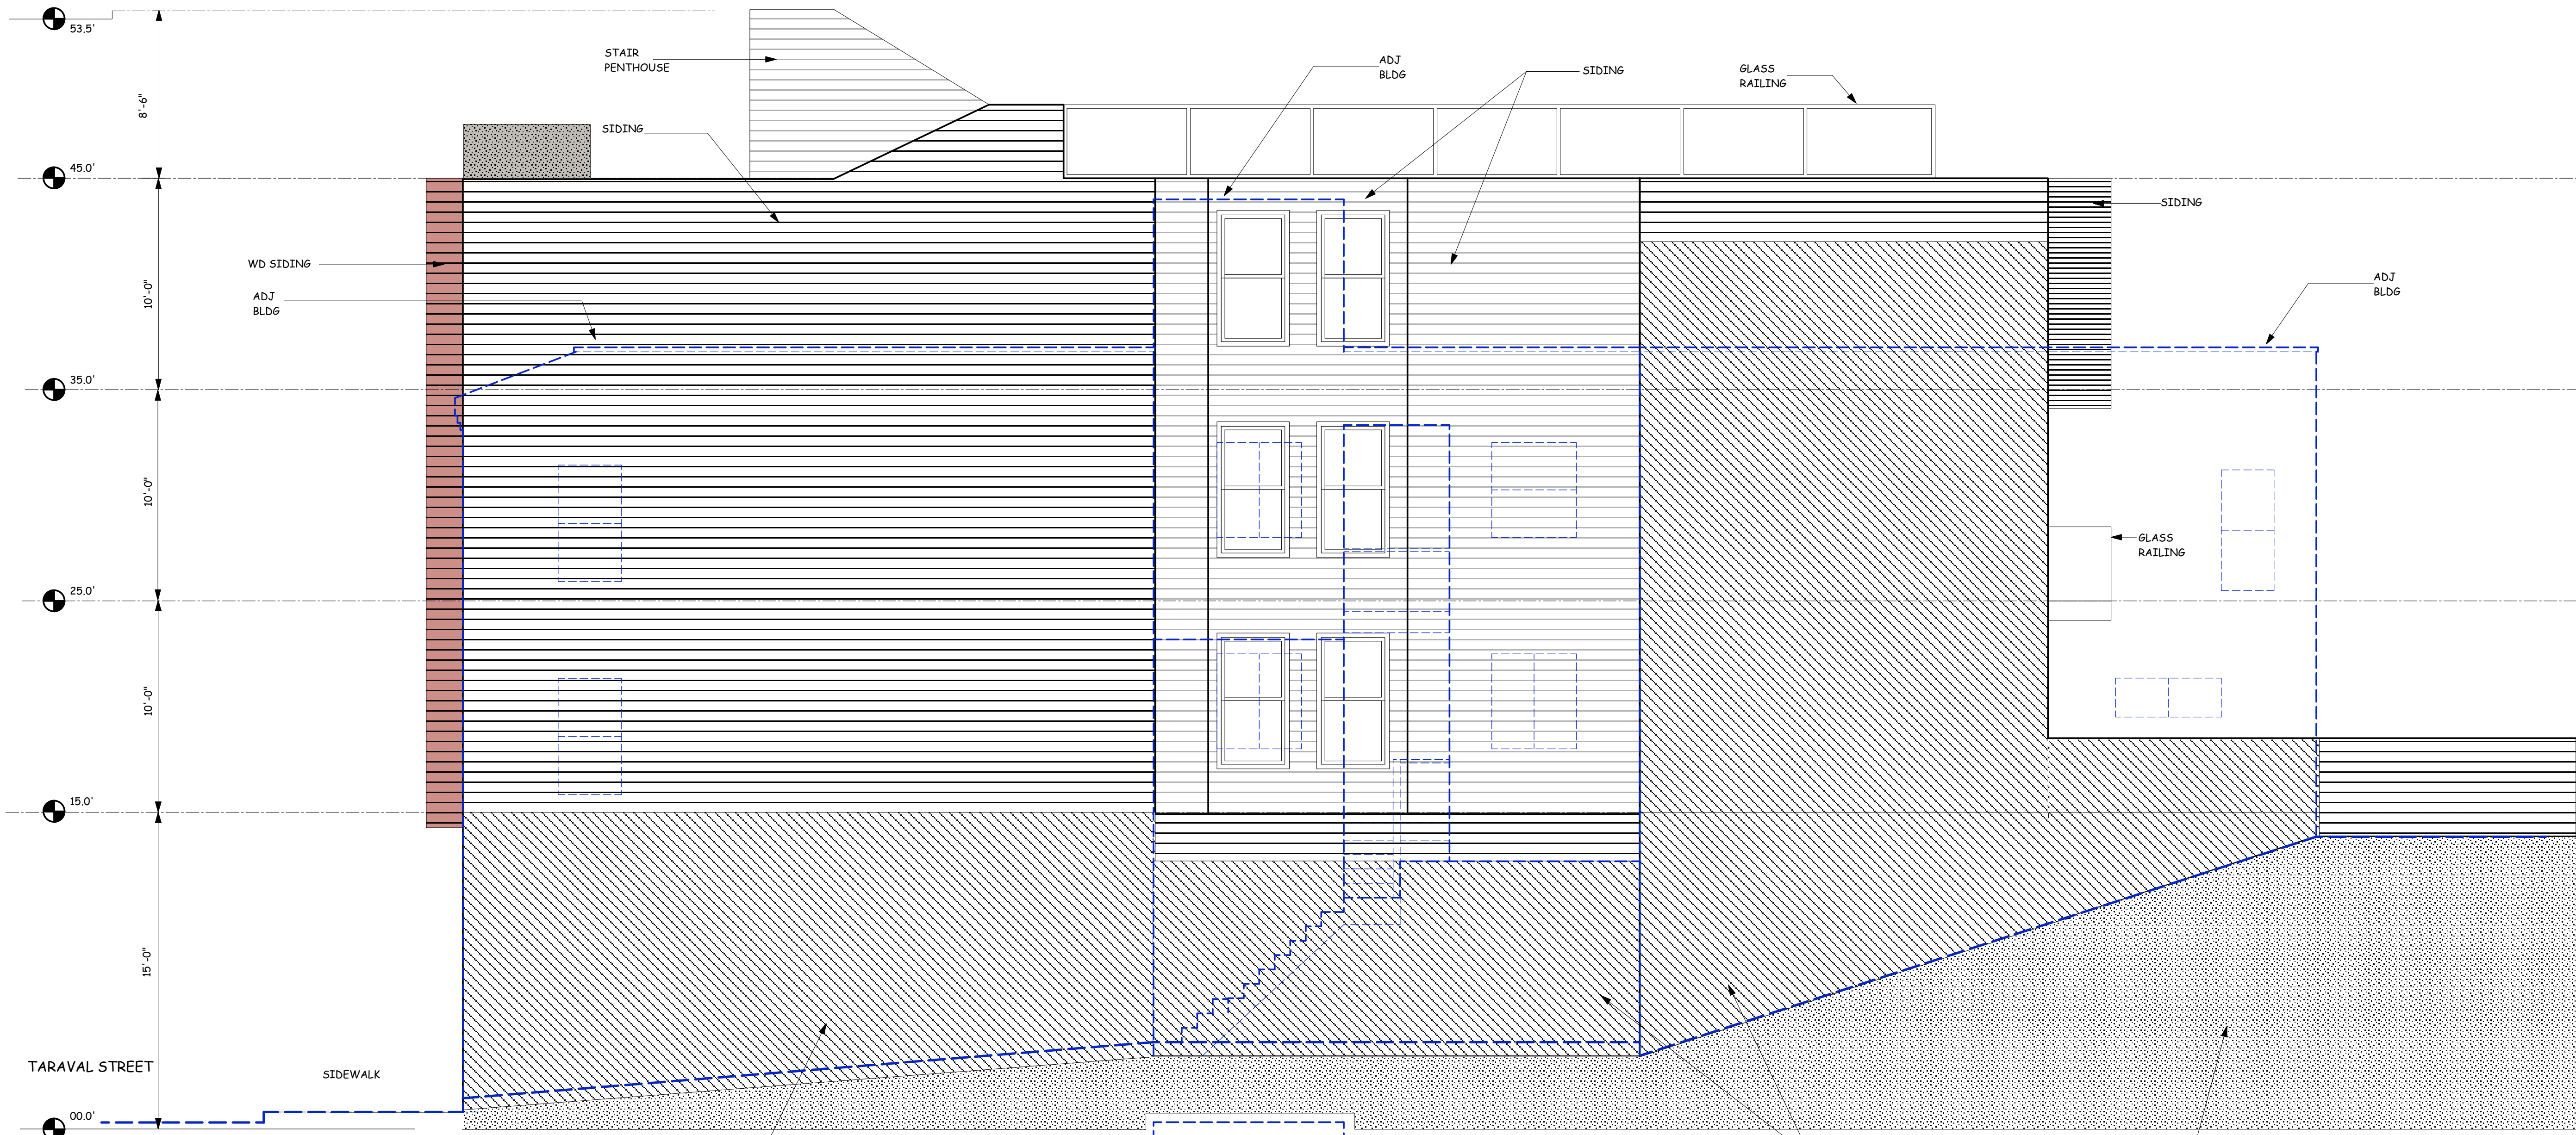 53.5'
STAIR
PENTHOUSE
ADJ
BLDG
SIDING
GLASS
RAILING
8'-6"
SIDING
45.0'
SIDING
WD SIDING
ADJ
BLDG
10'-0"
ADJ
BLDG
35.0'
10'-0"
GLASS
RAILING
25.0'
10'-0"
15.0'
15'-0"
TARAVAL STREET
SIDEWALK
00.0'